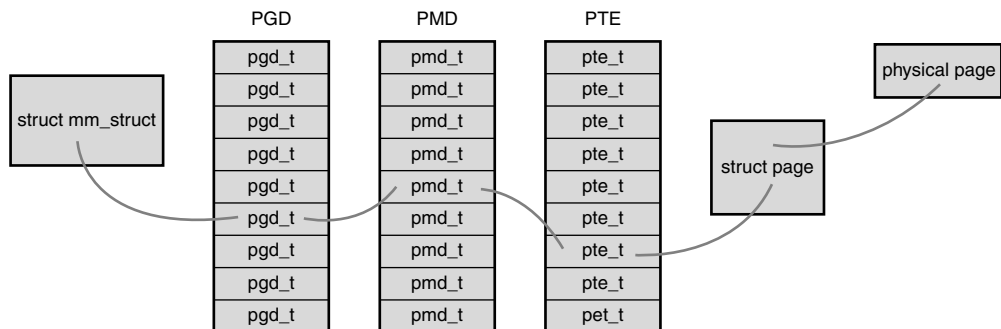 PGD PMD PTE
pgd_t pmd_t pte_t
pgd_t pmd_t pte_t
pgd_t pmd_t pte_t
pgd_t pmd_t pte_t
pgd_t pmd_t pte_t
pgd_t pmd_t pte_t
pgd_t pmd_t pte_t
pgd_t pmd_t pte_t
pgd_t pmd_t pet_t
struct mm_struct
struct page
physical page